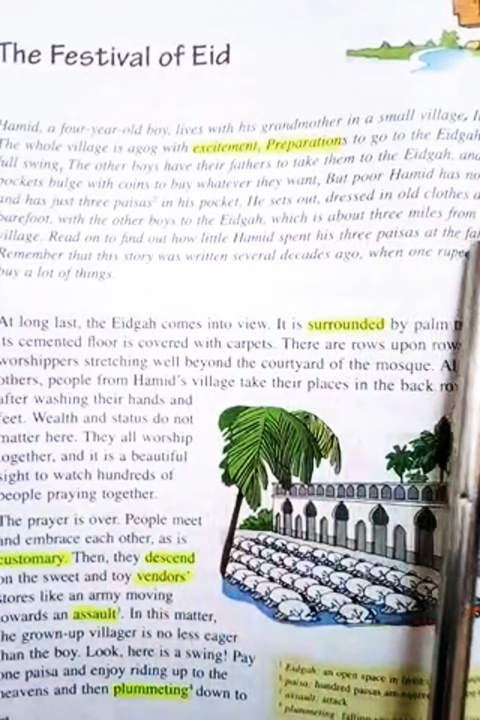 The Festival of Eid
Hamid, a four-year-old boy, lives with his grandmother in a small village,
The whole village is agog with excitement, Preparations to go to the Eidgah
full swing, The other boys have their fathers to take them to the Eidgah, and
pockets bulge with coins to buy whatever they want, But poor Hamid has no
and has just three paisas² in his pocket. He sets out, dressed in old clothes
barefoot, with the other boys to the Eidgah, which is about three miles from
village. Read on to find out how little Hamid spent his three paisas at the
Remember that this story was written several decades ago, when one rupee
buy a lot of things.
At long last, the Eidgah comes into view. It is surrounded by palm
its cemented floor is covered with carpets. There are rows upon row
worshippers stretching well beyond the courtyard of the mosque.
others, people from Hamid's village take their places in the back
after washing their hands and
feet. Wealth and status do not
matter here. They all worship
together, and it is a beautiful
sight to watch hundreds of
people praying together.
The prayer is over. People meet
and embrace each other, as is
customary. Then, they descend
on the sweet and toy vendors'
stores like an army moving
towards an assault³. In this matter,
the grown-up villager is no less eager
than the boy. Look, here is a swing! Pay
one paisa and enjoy riding up to the
heavens and then plummeting⁴ down to
¹ Eidgah: an open space in
² paisa: hundred paisas
³ assault: attack
⁴ plummeting: